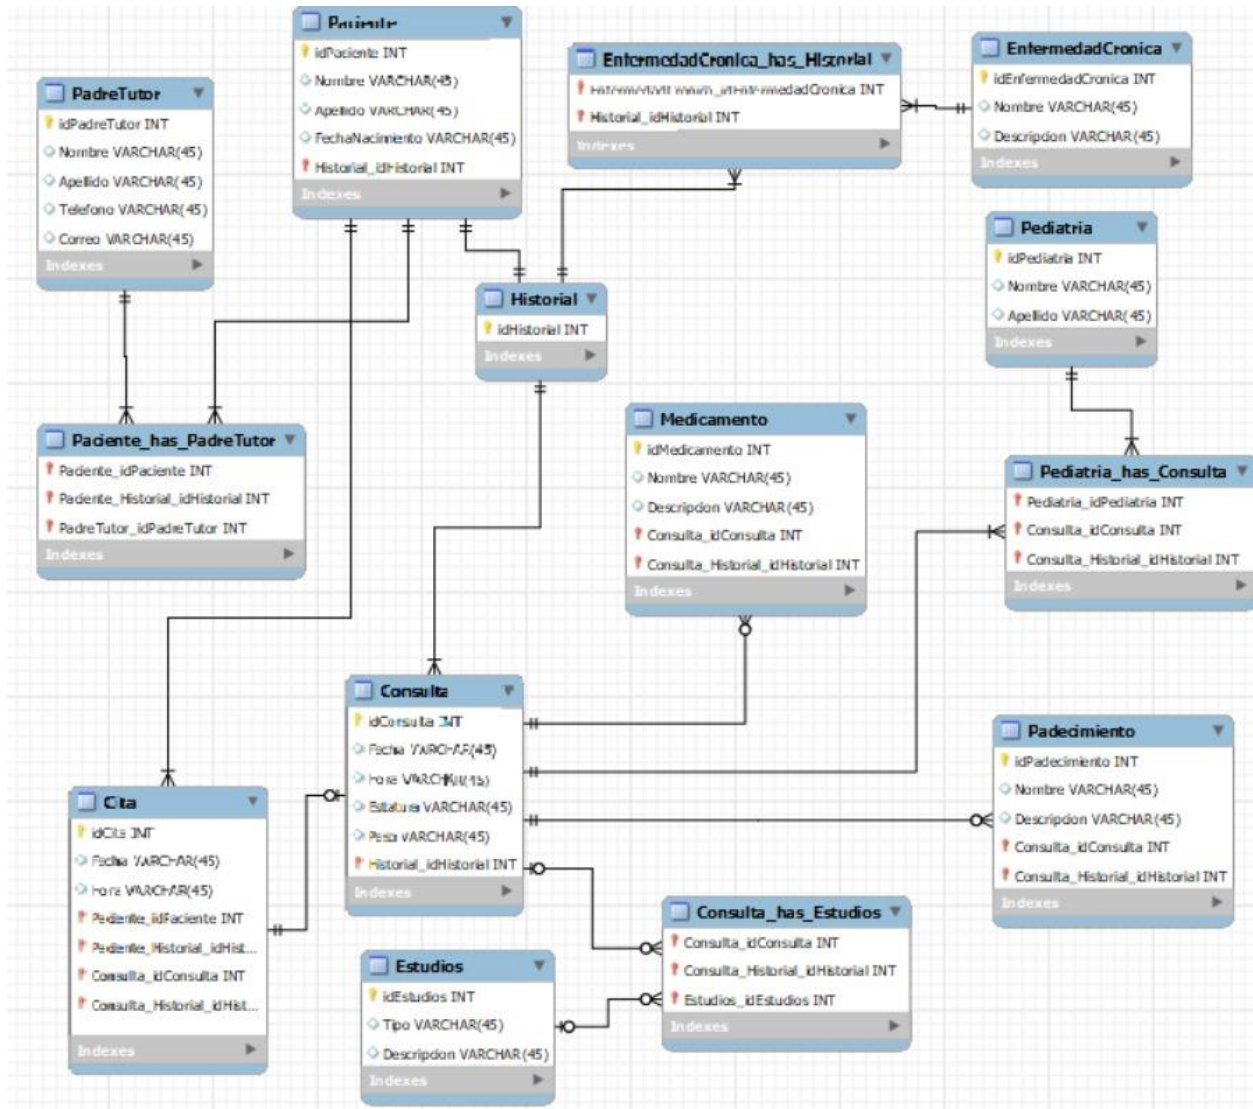 Paciente
idPaciente INT
Nombre VARCHAR(45)
Apellido VARCHAR(45)
FechaNacimiento VARCHAR(45)
Historial_idHistorial INT
Indexes
EnfermedadCronica_has_Historial
EnfermedadCronica_idEnfermedadCronica INT
Historial_idHistorial INT
Indexes
EnfermedadCronica
idEnfermedadCronica INT
Nombre VARCHAR(45)
Descripcion VARCHAR(45)
Indexes
PadreTutor
idPadreTutor INT
Nombre VARCHAR(45)
Apellido VARCHAR(45)
Telefono VARCHAR(45)
Correo VARCHAR(45)
Indexes
Pediatria
idPediatria INT
Nombre VARCHAR(45)
Apellido VARCHAR(45)
Indexes
Historial
idHistorial INT
Indexes
Paciente_has_PadreTutor
Paciente_idPaciente INT
Paciente_Historial_idHistorial INT
PadreTutor_idPadreTutor INT
Indexes
Medicamento
idMedicamento INT
Nombre VARCHAR(45)
Descripcion VARCHAR(45)
Consulta_idConsulta INT
Consulta_Historial_idHistorial INT
Indexes
Pediatria_has_Consulta
Pediatria_idPediatria INT
Consulta_idConsulta INT
Consulta_Historial_idHistorial INT
Indexes
Consulta
idConsulta INT
Fecha VARCHAR(45)
Hora VARCHAR(45)
Estatura VARCHAR(45)
Peso VARCHAR(45)
Historial_idHistorial INT
Indexes
Padecimiento
idPadecimiento INT
Nombre VARCHAR(45)
Descripcion VARCHAR(45)
Consulta_idConsulta INT
Consulta_Historial_idHistorial INT
Indexes
Cita
idCita INT
Fecha VARCHAR(45)
Hora VARCHAR(45)
Paciente_idPaciente INT
Paciente_Historial_idHist...
Consulta_idConsulta INT
Consulta_Historial_idHist...
Indexes
Estudios
idEstudios INT
Tipo VARCHAR(45)
Descripcion VARCHAR(45)
Indexes
Consulta_has_Estudios
Consulta_idConsulta INT
Consulta_Historial_idHistorial INT
Estudios_idEstudios INT
Indexes